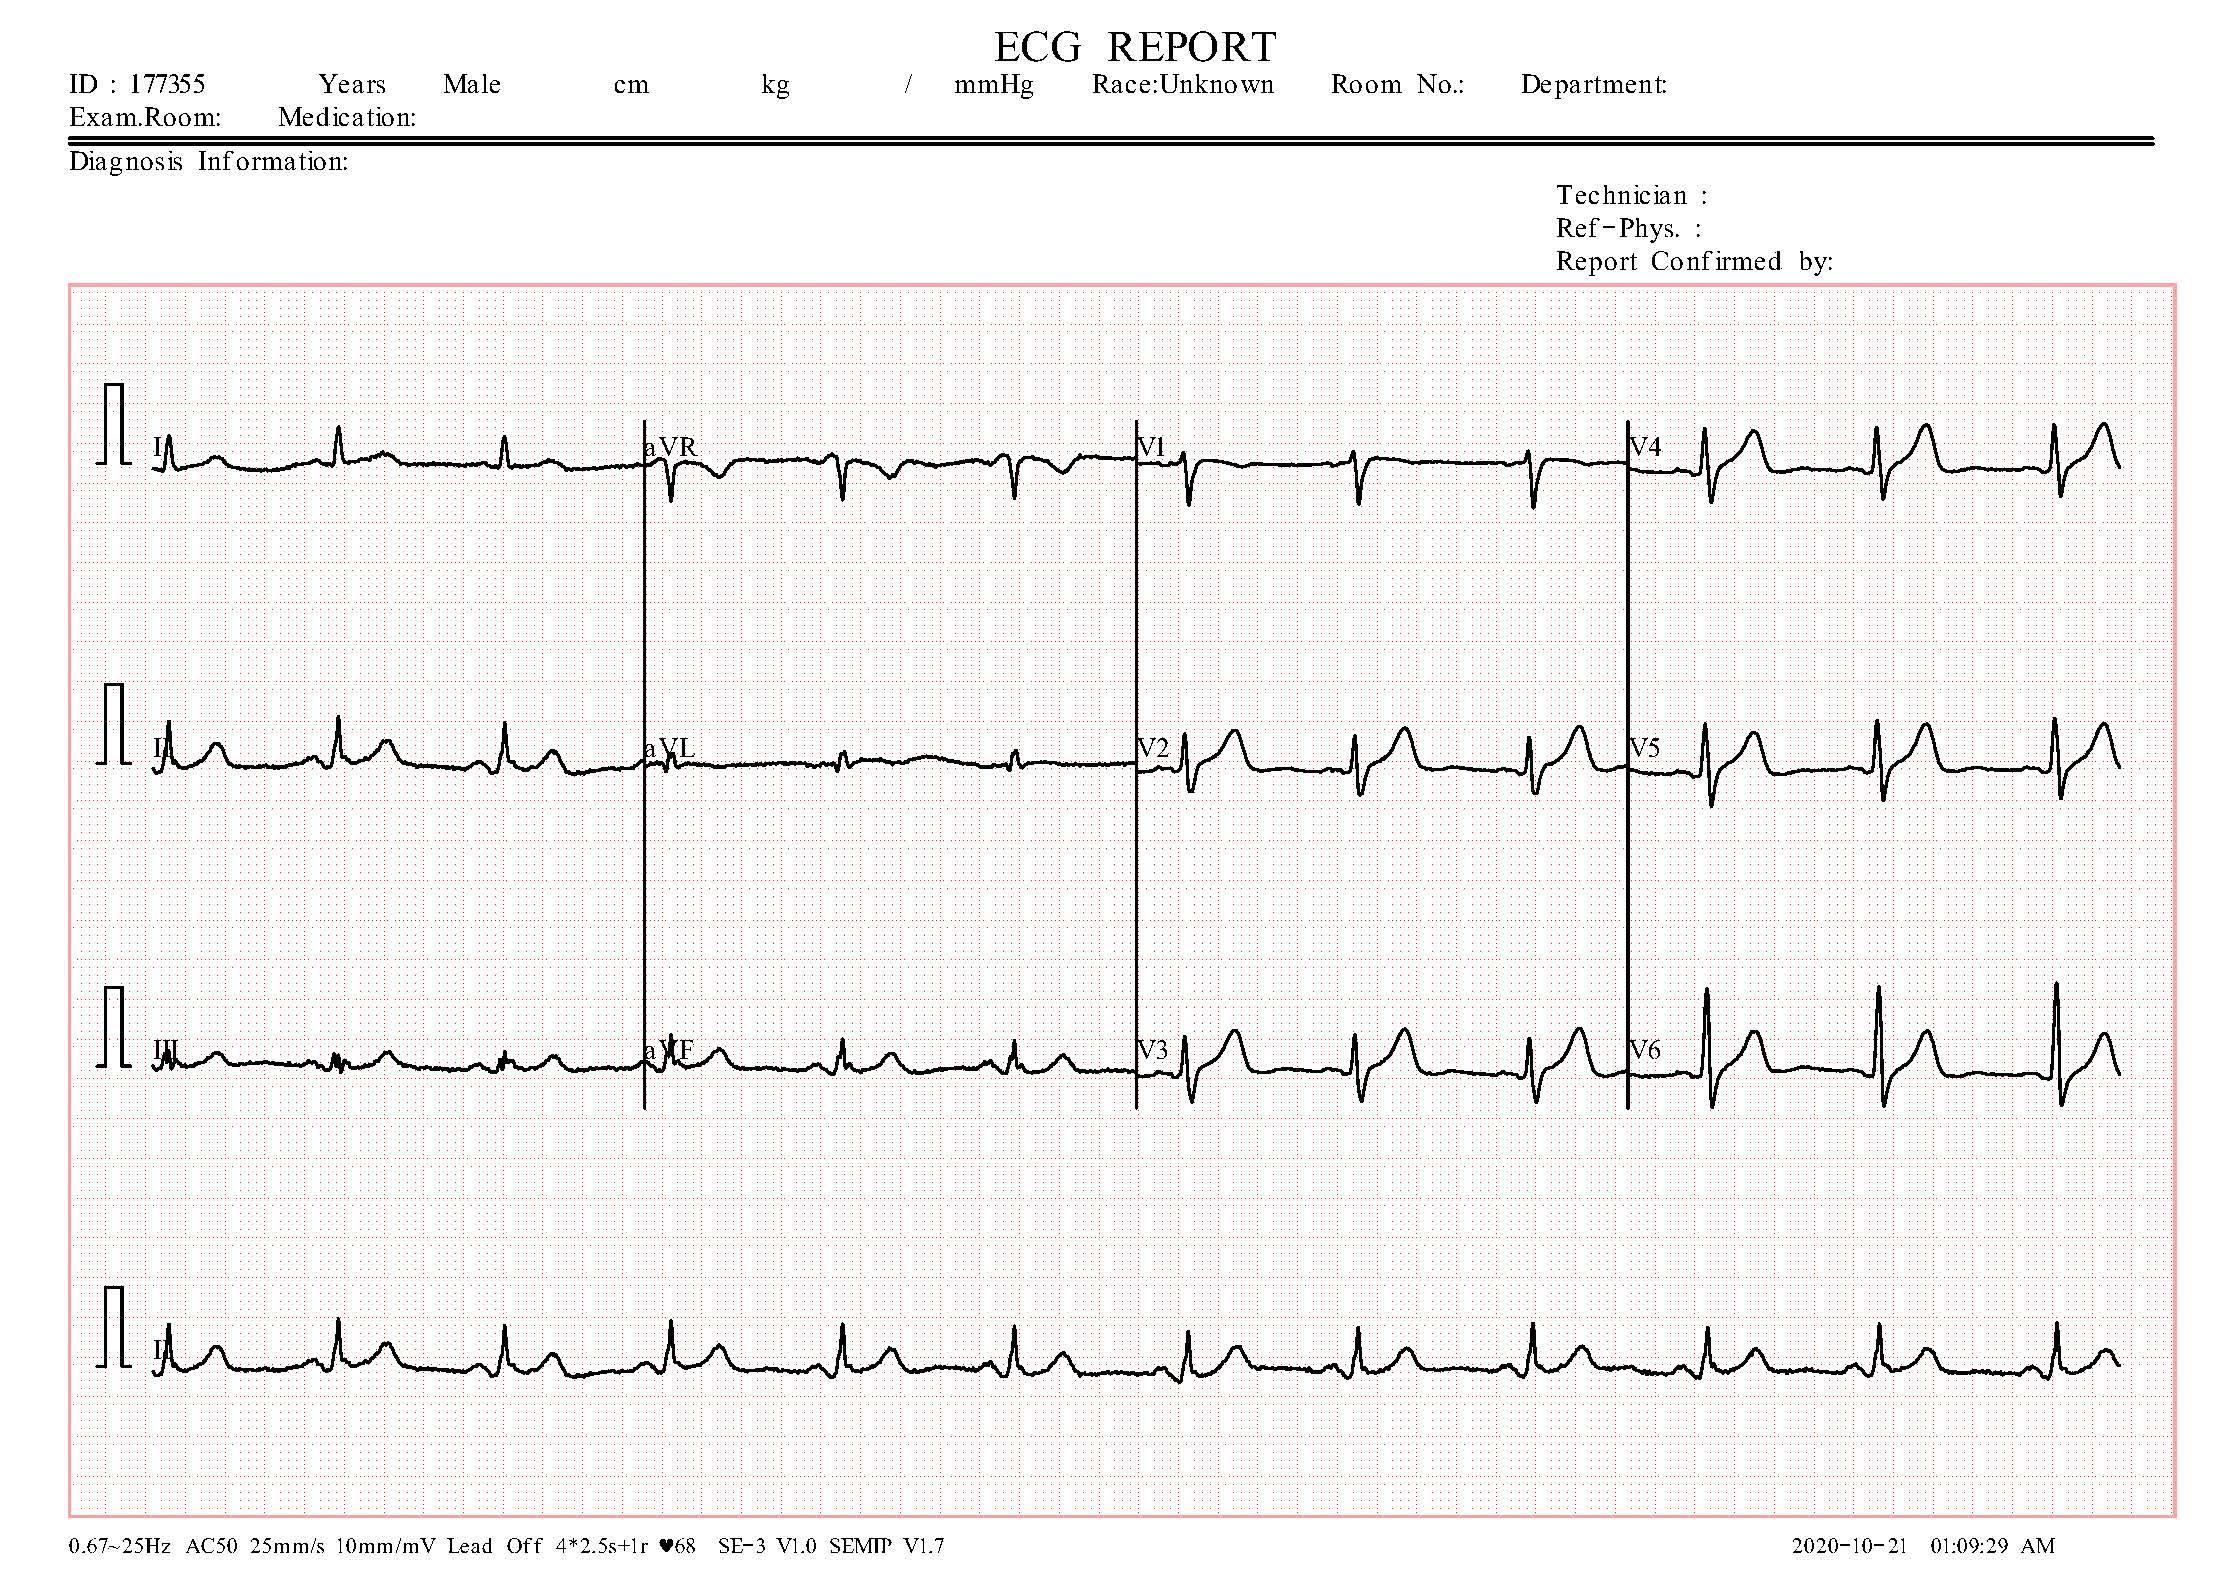 ECG REPORT
ID : 177355 Years Male cm kg / mmHg Race:Unknown Room No.: Department:
Exam.Room: Medication:
Diagnosis Information:
Technician :
Ref-Phys. :
Report Confirmed by:
I aVR V1 V4
II aVL V2 V5
III aVF V3 V6
II
0.67~25Hz AC50 25mm/s 10mm/mV Lead Off 4*2.5s+1r ♥68 SE-3 V1.0 SEMIP V1.7 2020-10-21 01:09:29 AM